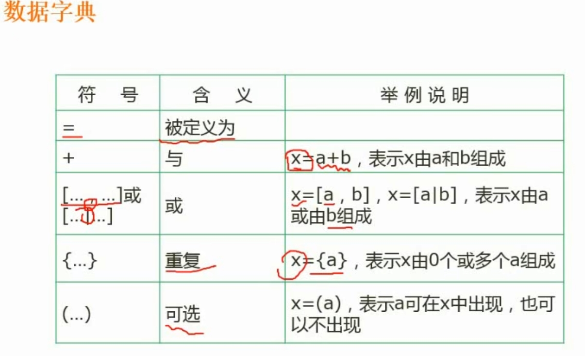 数据字典
符 号 含 义 举例说明
= 被定义为
+ 与 x=a+b，表示x由a和b组成
[…，…]或 或 x=[a，b]，x=[a|b]，表示x由a
[…|…] 或由b组成
{…} 重复 x={a}，表示x由0个或多个a组成
(…) 可选 x=(a)，表示a可在x中出现，也可
以不出现